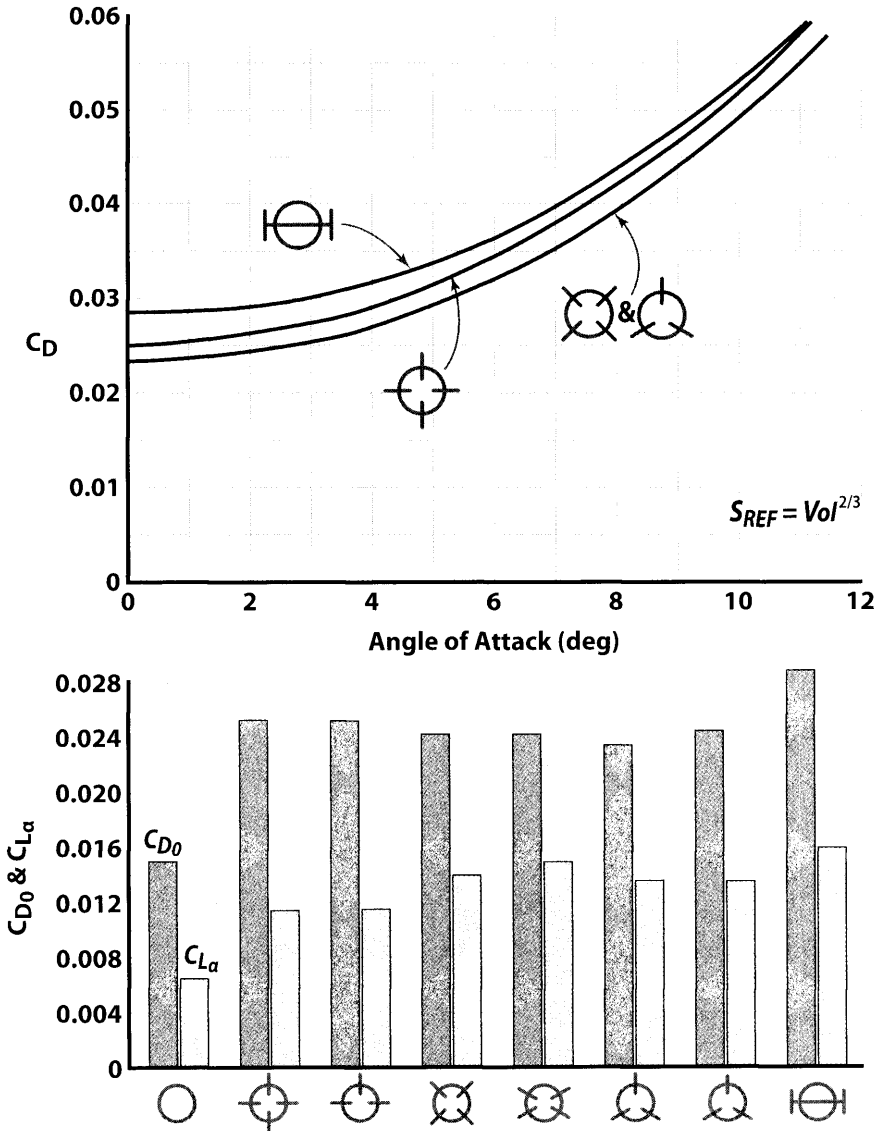 0.06
0.05
0.04
0.03
C_D
0.02
0.01
0
&
S_REF = Vol^2/3
0 2 4 6 8 10 12
Angle of Attack (deg)
0.028
0.024
0.020
0.016
0.012
0.008
0.004
0
C_D0 & C_Lα
C_D0
C_Lα